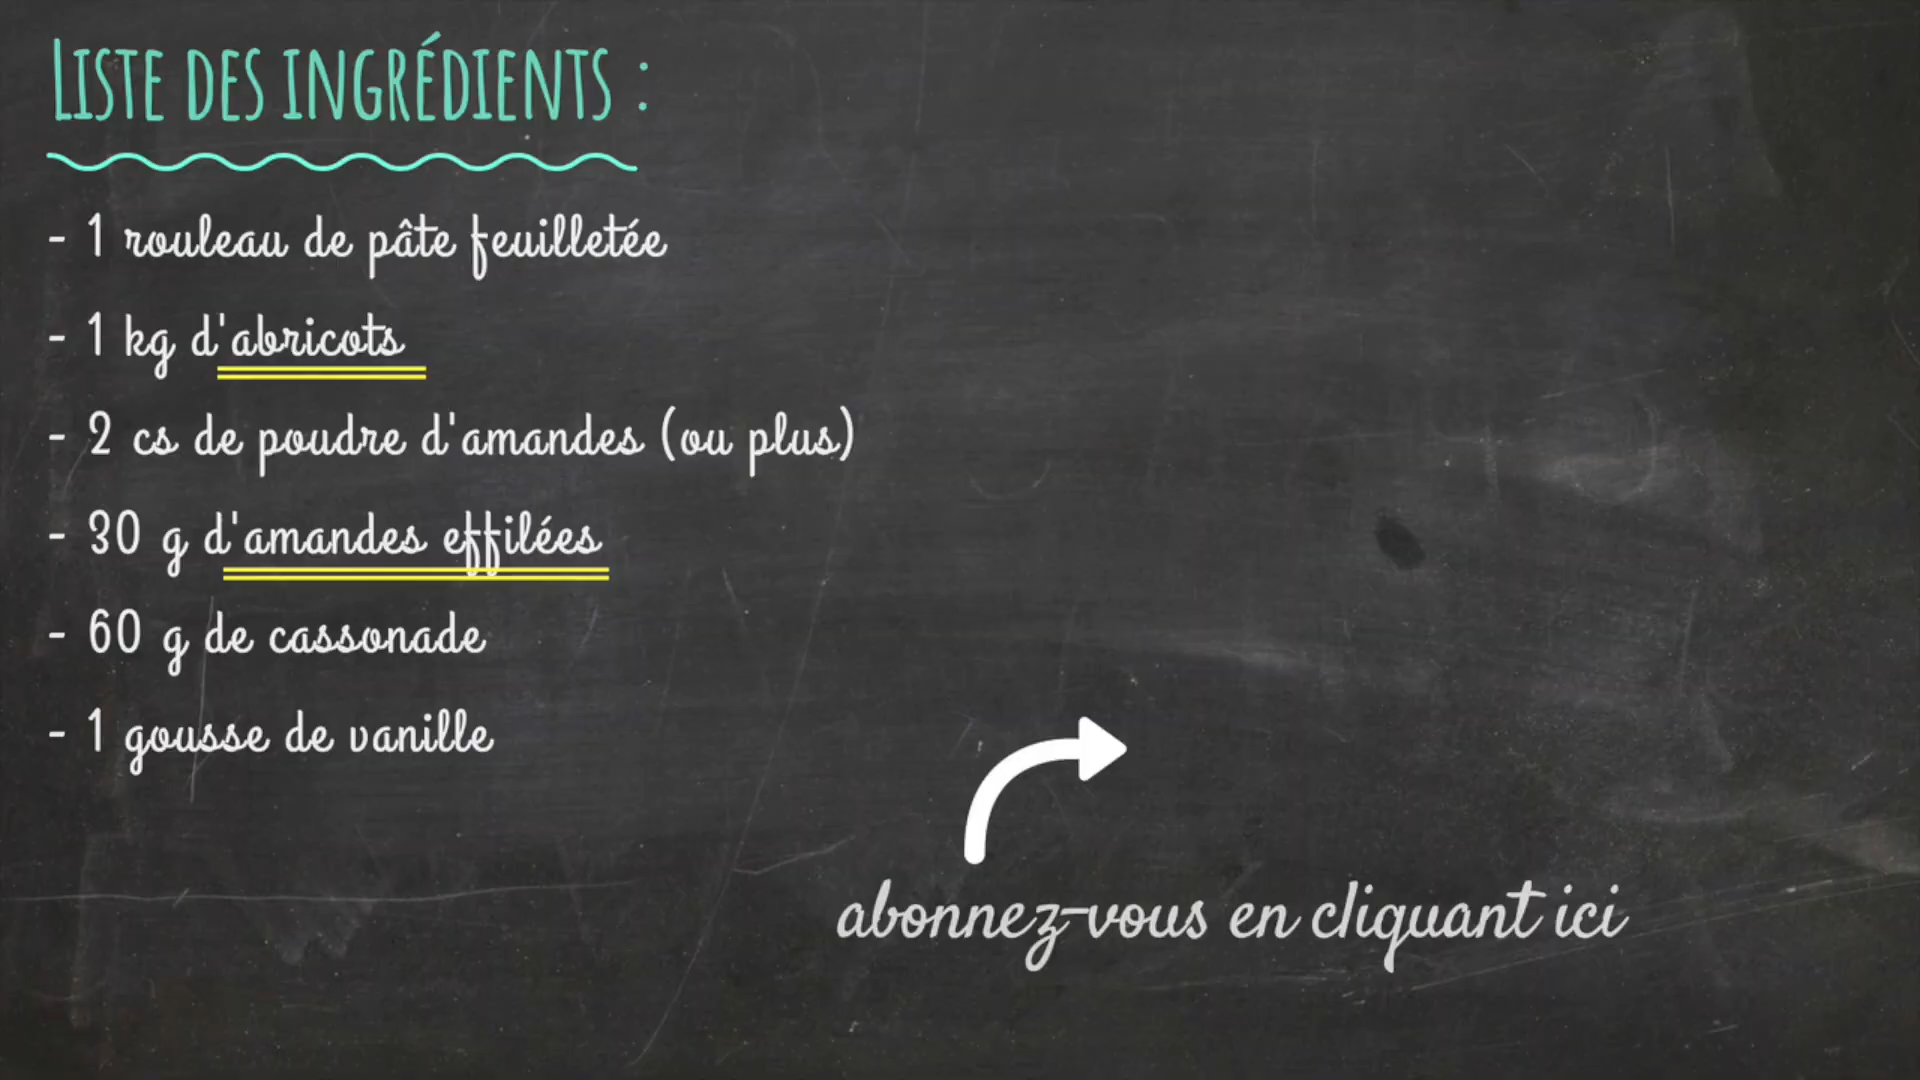 Liste des ingrédients :
- 1 rouleau de pâte feuilletée
- 1 kg d'abricots
- 2 cs de poudre d'amandes (ou plus)
- 30 g d'amandes effilées
- 60 g de cassonade
- 1 gousse de vanille
abonnez-vous en cliquant ici